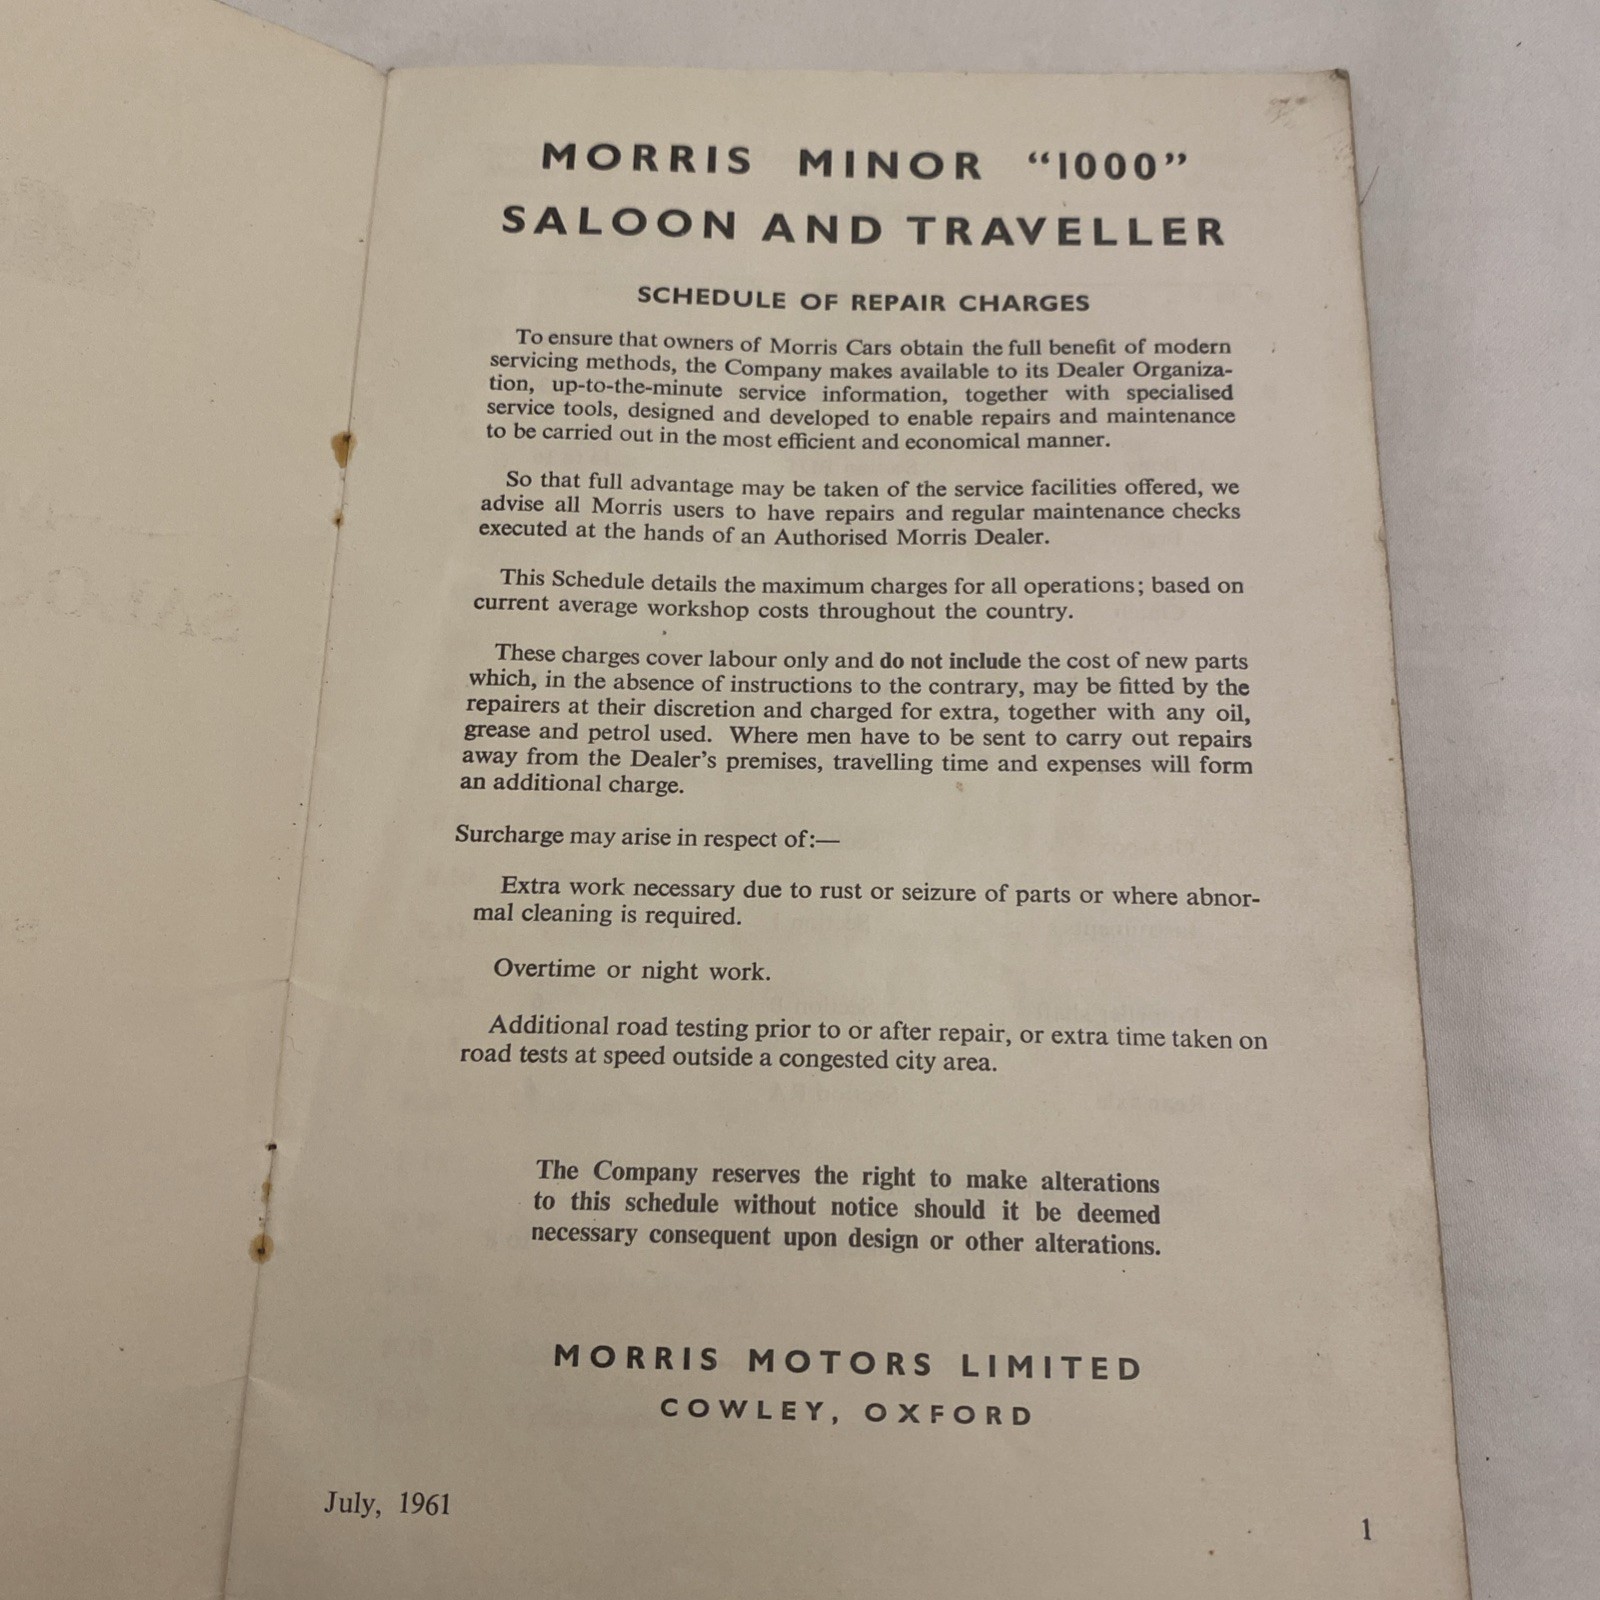 MORRIS MINOR “1000”
SALOON AND TRAVELLER
SCHEDULE OF REPAIR CHARGES
To ensure that owners of Morris Cars obtain the full benefit of modern
servicing methods, the Company makes available to its Dealer Organiza-
tion, up-to-the-minute service information, together with specialised
service tools, designed and developed to enable repairs and maintenance
to be carried out in the most efficient and economical manner.
So that full advantage may be taken of the service facilities offered, we
advise all Morris users to have repairs and regular maintenance checks
executed at the hands of an Authorised Morris Dealer.
This Schedule details the maximum charges for all operations; based on
current average workshop costs throughout the country.
These charges cover labour only and do not include the cost of new parts
which, in the absence of instructions to the contrary, may be fitted by the
repairers at their discretion and charged for extra, together with any oil,
grease and petrol used. Where men have to be sent to carry out repairs
away from the Dealer's premises, travelling time and expenses will form
an additional charge.
Surcharge may arise in respect of:—
Extra work necessary due to rust or seizure of parts or where abnor-
mal cleaning is required.
Overtime or night work.
Additional road testing prior to or after repair, or extra time taken on
road tests at speed outside a congested city area.
The Company reserves the right to make alterations
to this schedule without notice should it be deemed
necessary consequent upon design or other alterations.
MORRIS MOTORS LIMITED
COWLEY, OXFORD
July, 1961
1